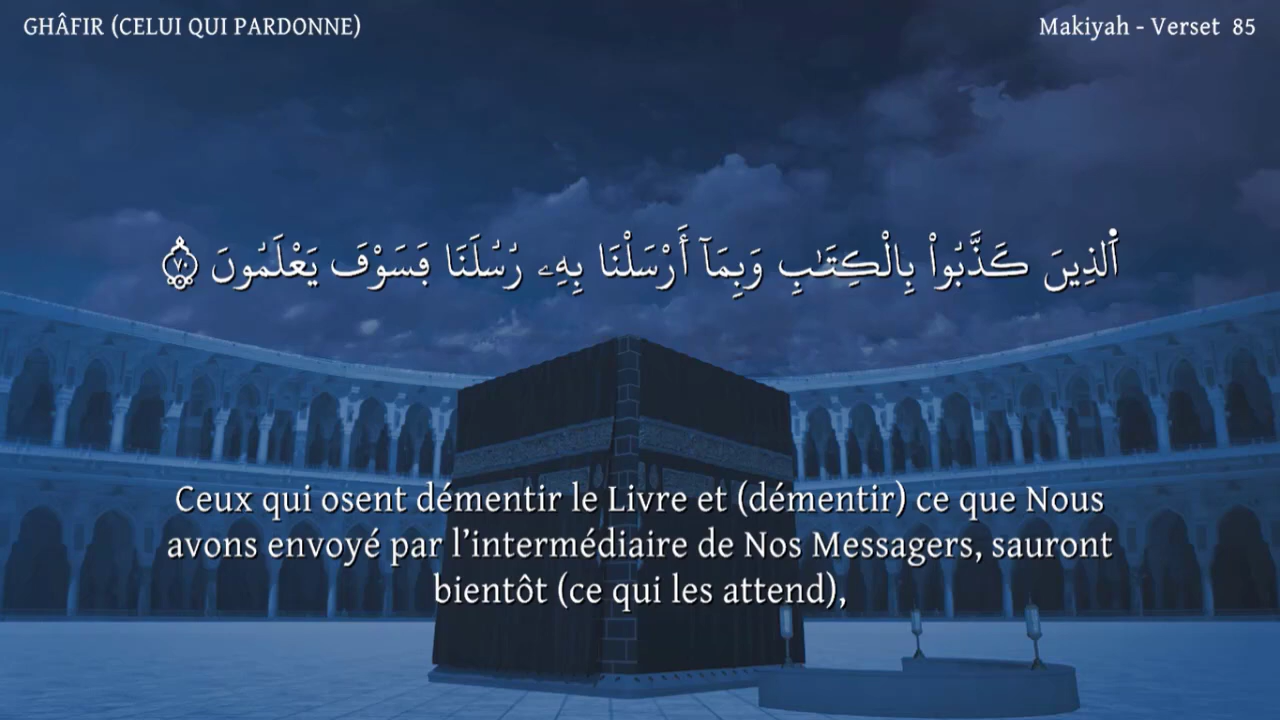 GHÂFIR (CELUI QUI PARDONNE)
Makiyah - Verset 85
ٱلَّذِينَ كَذَّبُوا۟ بِٱلْكِتَـٰبِ وَبِمَآ أَرْسَلْنَا بِهِۦ رُسُلَنَا فَسَوْفَ يَعْلَمُونَ ٧٠
Ceux qui osent démentir le Livre et (démentir) ce que Nous
avons envoyé par l’intermédiaire de Nos Messagers, sauront
bientôt (ce qui les attend),